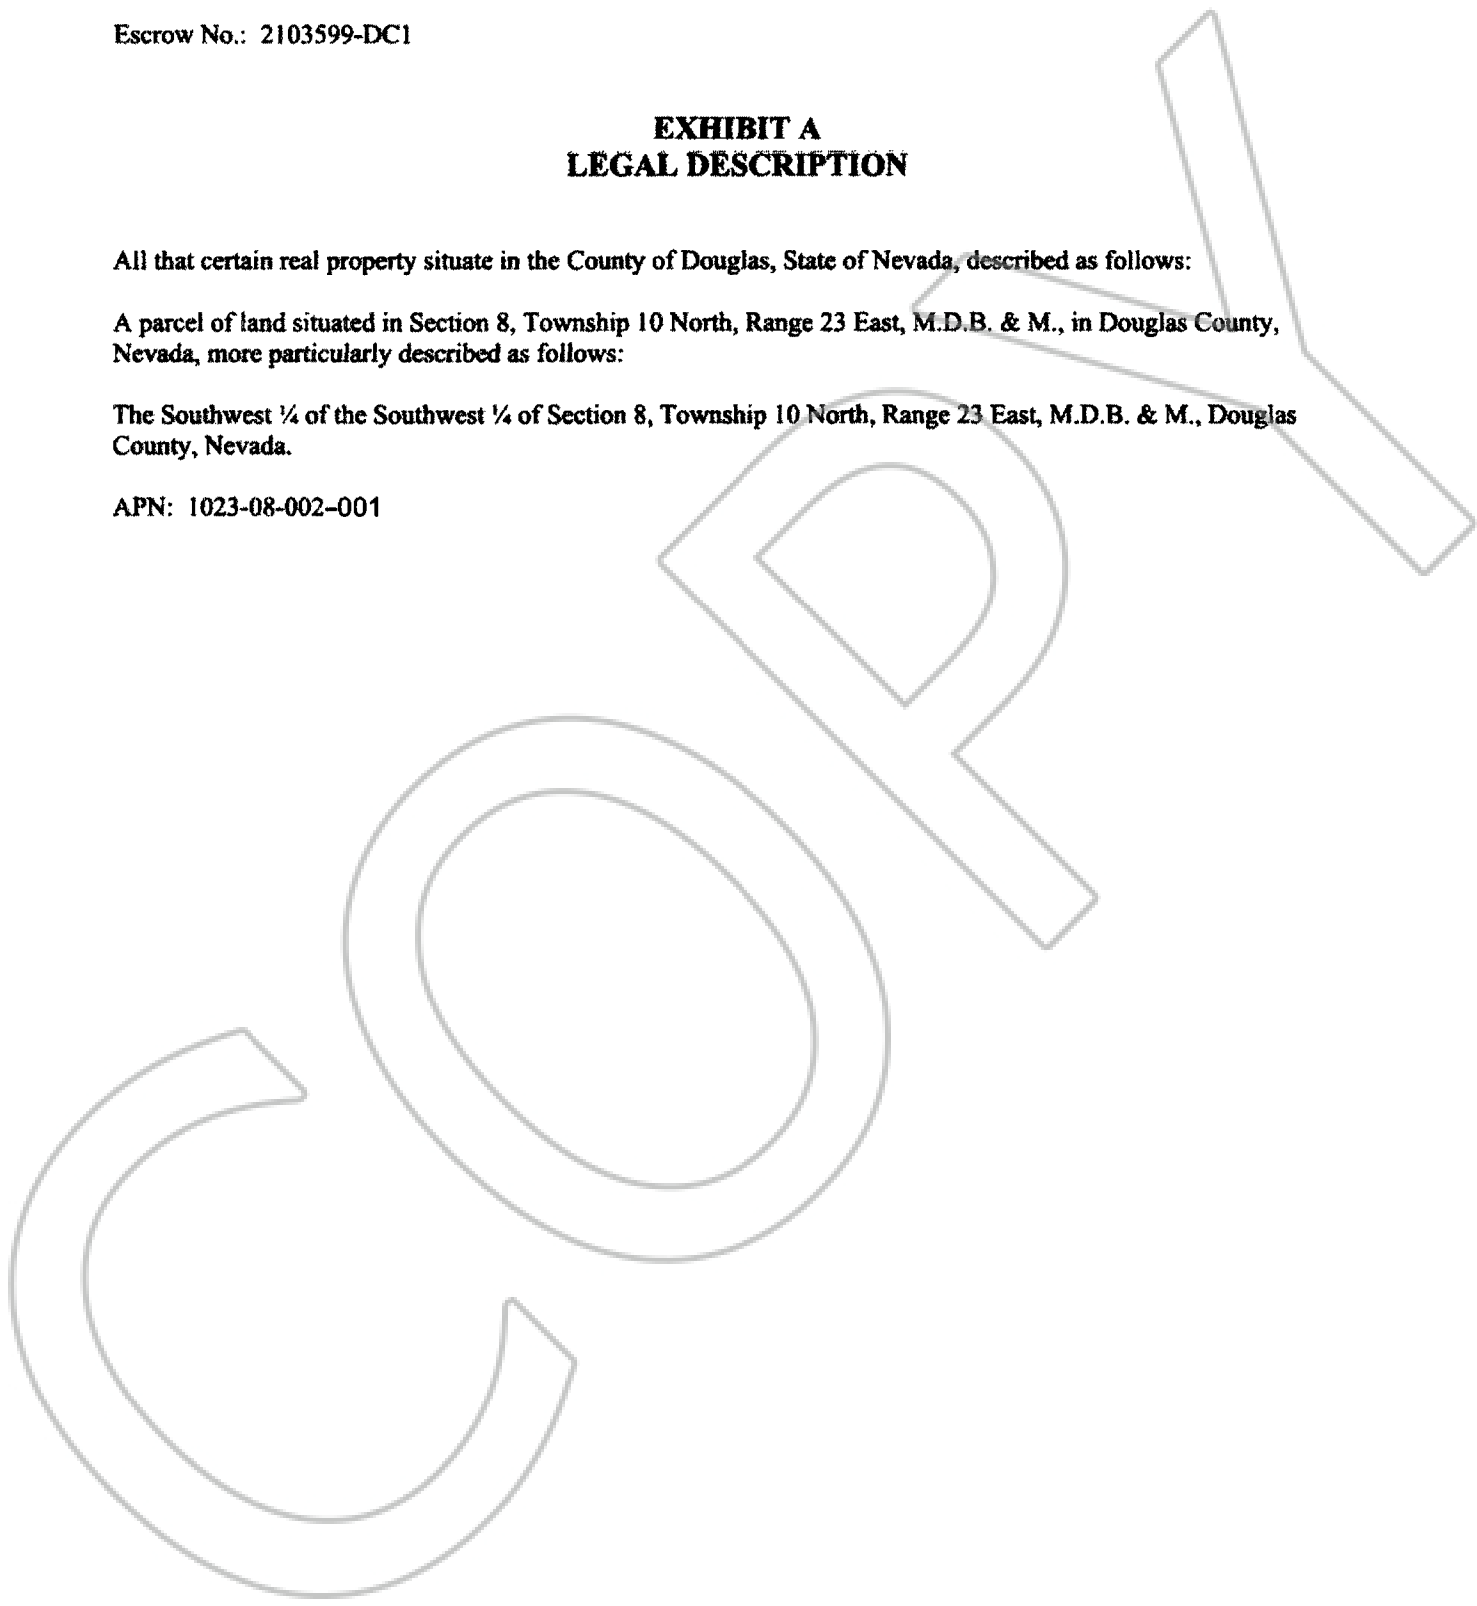 Escrow No.: 2103599-DC1
EXHIBIT A
LEGAL DESCRIPTION
All that certain real property situate in the County of Douglas, State of Nevada, described as follows:
A parcel of land situated in Section 8, Township 10 North, Range 23 East, M.D.B. & M., in Douglas County,
Nevada, more particularly described as follows:
The Southwest ¼ of the Southwest ¼ of Section 8, Township 10 North, Range 23 East, M.D.B. & M., Douglas
County, Nevada.
APN: 1023-08-002-001
COPY